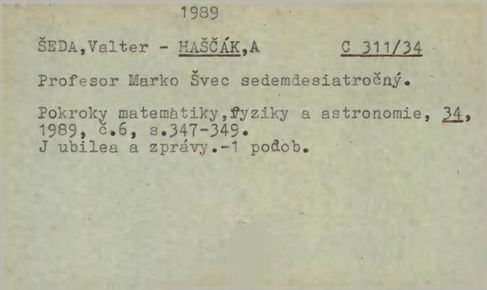 1989
ŠEDA,Valter - HAŠČÁK,A C 311/34
Profesor Marko Švec sedemdesiatročný.
Pokroky matematiky,fyziky a astronomie, 34,
1989, č.6, s.347-349.
J ubilea a zprávy.-1 podob.